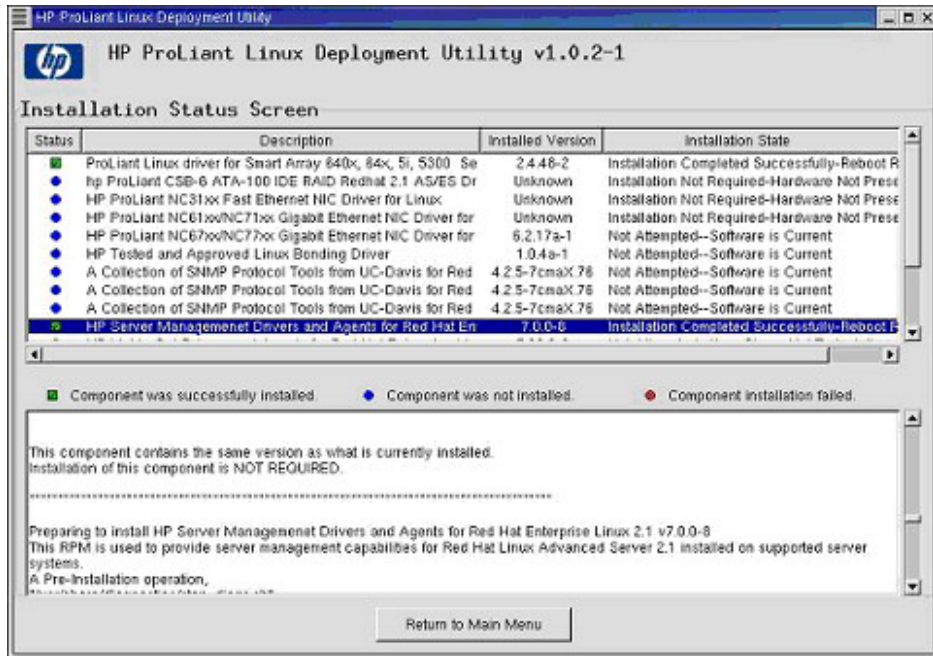 HP ProLiant Linux Deployment Utility
hp
HP ProLiant Linux Deployment Utility v1.0.2-1
Installation Status Screen
Status Description Installed Version Installation State
ProLiant Linux driver for Smart Array 640x, 64x, 5i, 5300 Se 2.4.46-2 Installation Completed Successfully-Reboot R
hp ProLiant CSB-6 ATA-100 IDE RAID Redhat 2.1 AS/ES Dr Unknown Installation Not Required-Hardware Not Prese
HP ProLiant NC31xx Fast Ethernet NIC Driver for Linux Unknown Installation Not Required-Hardware Not Prese
HP ProLiant NC61xx/NC71xx Gigabit Ethernet NIC Driver for Unknown Installation Not Required-Hardware Not Prese
HP ProLiant NC67xx/NC77xx Gigabit Ethernet NIC Driver for 6.2.17a-1 Not Attempted--Software is Current
HP Tested and Approved Linux Bonding Driver 1.0.4a-1 Not Attempted--Software is Current
A Collection of SNMP Protocol Tools from UC-Davis for Red 4.2.5-7cmaX.76 Not Attempted--Software is Current
A Collection of SNMP Protocol Tools from UC-Davis for Red 4.2.5-7cmaX.76 Not Attempted--Software is Current
A Collection of SNMP Protocol Tools from UC-Davis for Red 4.2.5-7cmaX.76 Not Attempted--Software is Current
HP Server Managemenet Drivers and Agents for Red Hat En 7.0.0-8 Installation Completed Successfully-Reboot R
Component was successfully installed. Component was not installed. Component installation failed.
This component contains the same version as what is currently installed.
Installation of this component is NOT REQUIRED.
Preparing to install HP Server Managemenet Drivers and Agents for Red Hat Enterprise Linux 2.1 v7.0.0-8
This RPM is used to provide server management capabilities for Red Hat Linux Advanced Server 2.1 installed on supported server
systems.
A Pre-Installation operation,
Return to Main Menu